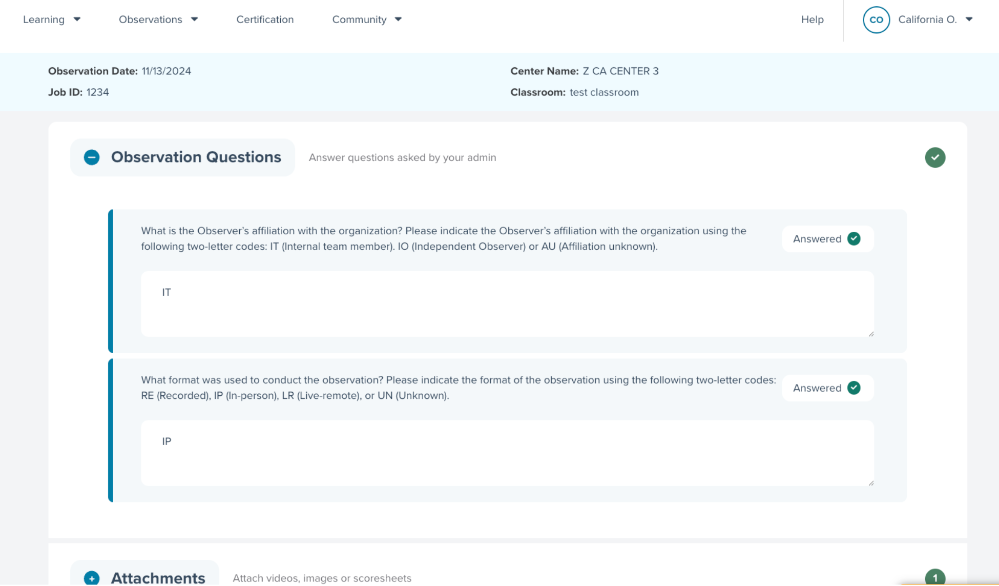 Learning Observations Certification Community Help CO California O.
Observation Date: 11/13/2024 Center Name: Z CA CENTER 3
Job ID: 1234 Classroom: test classroom
Observation Questions Answer questions asked by your admin
What is the Observer’s affiliation with the organization? Please indicate the Observer’s affiliation with the organization using the
following two-letter codes: IT (Internal team member). IO (Independent Observer) or AU (Affiliation unknown).
Answered
IT
What format was used to conduct the observation? Please indicate the format of the observation using the following two-letter codes:
RE (Recorded), IP (In-person), LR (Live-remote), or UN (Unknown).
Answered
IP
Attachments Attach videos, images or scoresheets 1